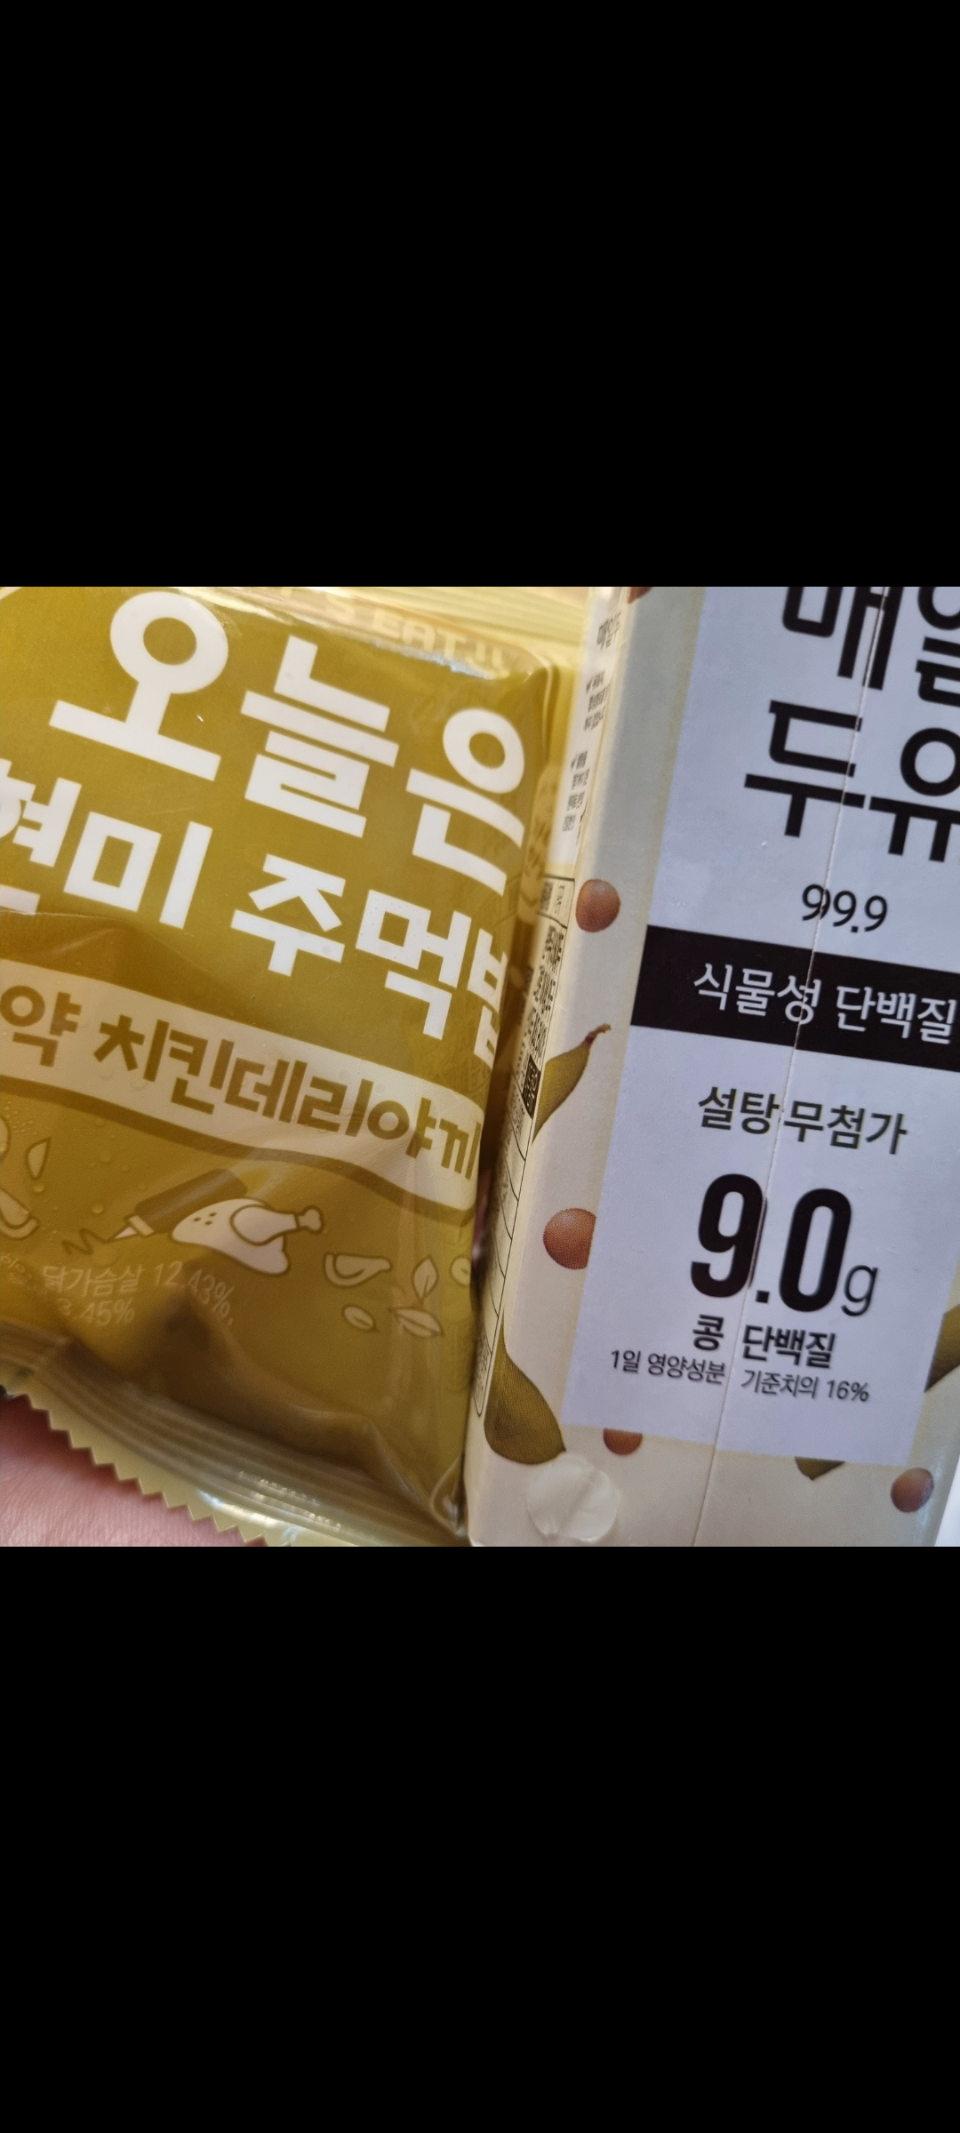 EAT
오늘은
현미 주먹밥
약 치킨데리야끼
닭가슴살 12.43%,
매일
두유
99.9
식물성 단백질
설탕 무첨가
9.0g
콩 단백질
1일 영양성분 기준치의 16%